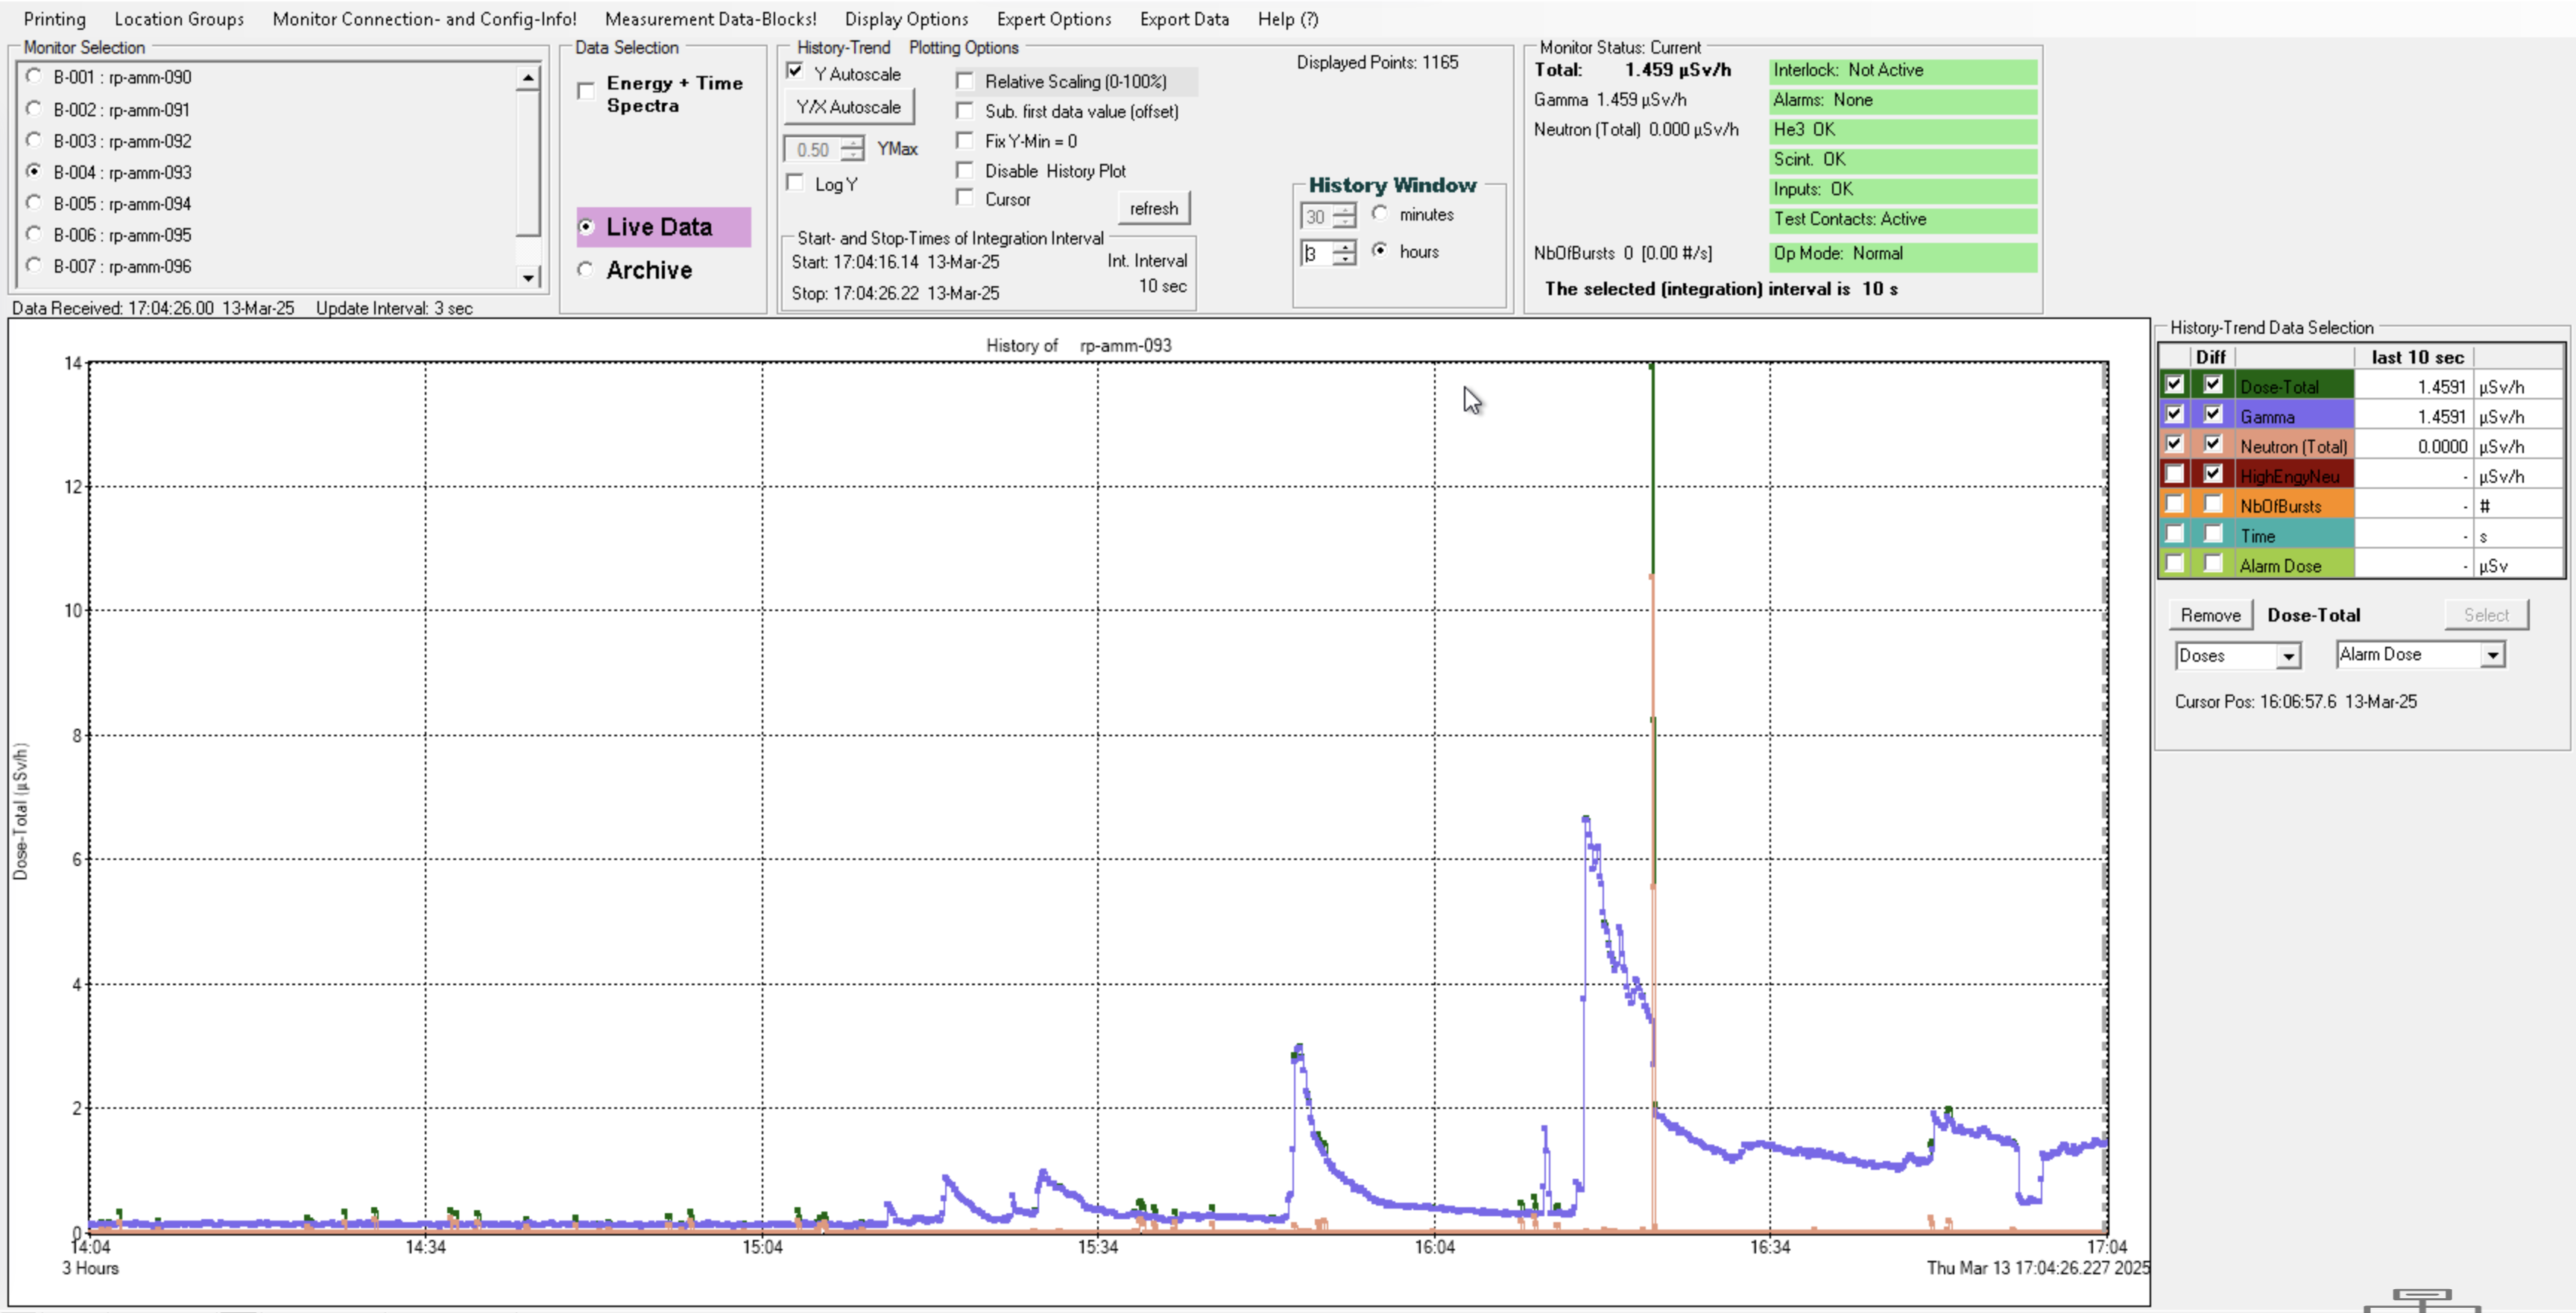 Printing Location Groups Monitor Connection- and Config-Info! Measurement Data-Blocks! Display Options Expert Options Export Data Help (?)
Monitor Selection
B-001 : rp-amm-090
B-002 : rp-amm-091
B-003 : rp-amm-092
B-004 : rp-amm-093
B-005 : rp-amm-094
B-006 : rp-amm-095
B-007 : rp-amm-096
Data Received: 17:04:26.00 13-Mar-25 Update Interval: 3 sec
Data Selection
Energy + Time
Spectra
Live Data
Archive
History-Trend Plotting Options
Y Autoscale
Y/X Autoscale
0.50 YMax
Log Y
Relative Scaling (0-100%)
Sub. first data value (offset)
Fix Y-Min = 0
Disable History Plot
Cursor
refresh
Displayed Points: 1165
Start- and Stop-Times of Integration Interval
Start: 17:04:16.14 13-Mar-25 Int. Interval
Stop: 17:04:26.22 13-Mar-25 10 sec
History Window
30 minutes
3 hours
Monitor Status: Current
Total: 1.459 µSv/h
Gamma 1.459 µSv/h
Neutron (Total) 0.000 µSv/h
NbOfBursts 0 [0.00 #/s]
Interlock: Not Active
Alarms: None
He3 OK
Scint. OK
Inputs: OK
Test Contacts: Active
Op Mode: Normal
The selected (integration) interval is 10 s
History of rp-amm-093
Dose-Total (µSv/h)
14
12
10
8
6
4
2
0
14:04 14:34 15:04 15:34 16:04 16:34 17:04
3 Hours Thu Mar 13 17:04:26.227 2025
History-Trend Data Selection
Diff last 10 sec
Dose-Total 1.4591 µSv/h
Gamma 1.4591 µSv/h
Neutron (Total) 0.0000 µSv/h
HighEngyNeu - µSv/h
NbOfBursts - #
Time - s
Alarm Dose - µSv
Remove Dose-Total Select
Doses Alarm Dose
Cursor Pos: 16:06:57.6 13-Mar-25